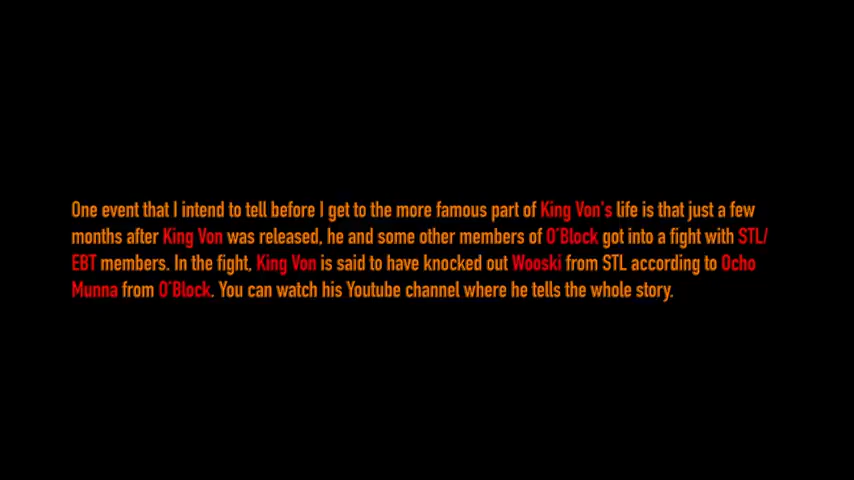 One event that I intend to tell before I get to the more famous part of King Von's life is that just a few
months after King Von was released, he and some other members of O'Block got into a fight with STL/
EBT members. In the fight, King Von is said to have knocked out Wooski from STL according to Ocho
Munna from O'Block. You can watch his Youtube channel where he tells the whole story.